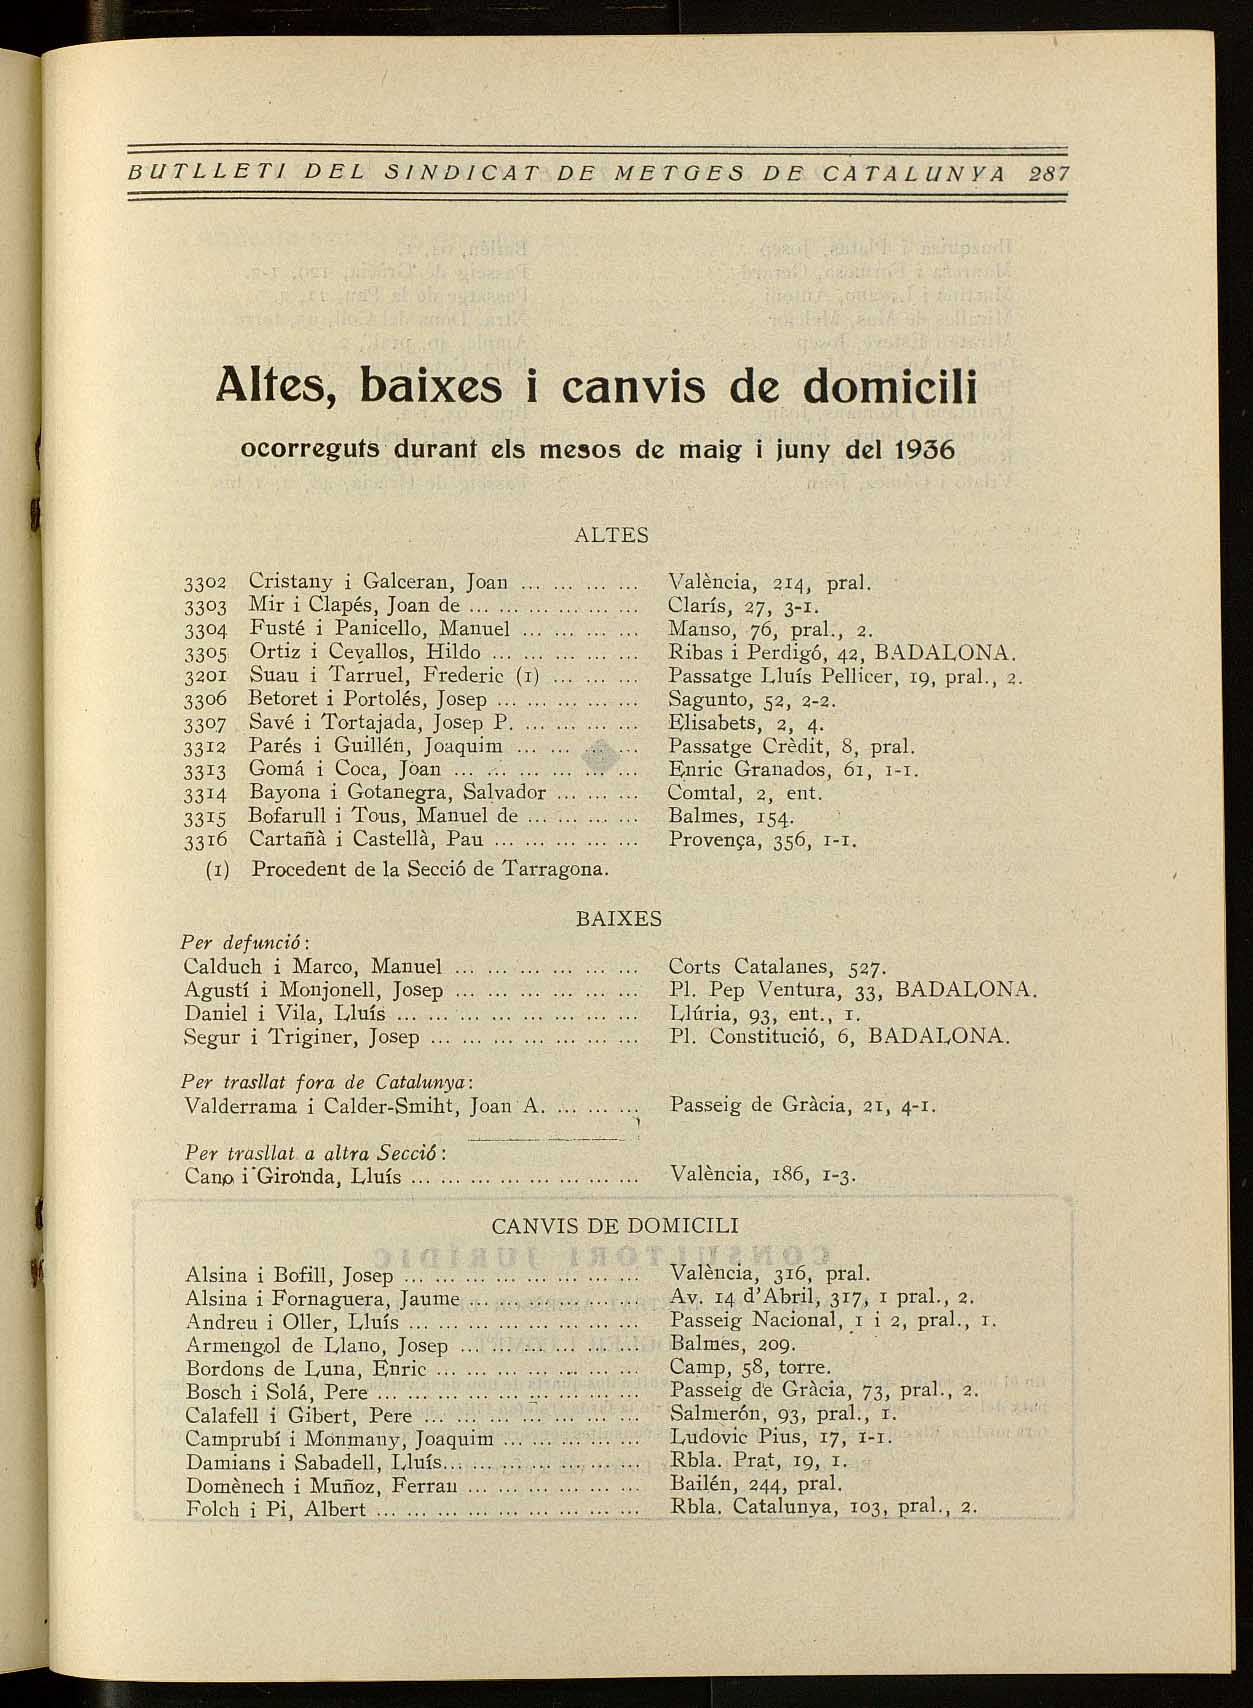 BUTLLETI DEL SINDICAT DE METGES DE CATALUNYA 287
Altes, baixes i canvis de domicili
ocorreguts durant els mesos de maig i juny del 1936
ALTES
3302 Cristany i Galceran, Joan ... ... ... ... València, 214, pral.
3303 Mir i Clapés, Joan de ... ... ... ... ... ... Clarís, 27, 3-1.
3304 Fusté i Panicello, Manuel ... ... ... ... Manso, 76, pral., 2.
3305 Ortiz i Cevallos, Hildo ... ... ... ... ... Ribas i Perdigó, 42, BADALONA.
3201 Suau i Tarruel, Frederic (1) ... ... ... Passatge Lluís Pellicer, 19, pral., 2.
3306 Betoret i Portolés, Josep ... ... ... ... ... Sagunto, 52, 2-2.
3307 Savé i Tortajada, Josep P. ... ... ... ... Elisabets, 2, 4.
3312 Parés i Guillén, Joaquim ... ... ... ... Passatge Crèdit, 8, pral.
3313 Gomá i Coca, Joan ... ... ... ... ... ... Enric Granados, 61, 1-1.
3314 Bayona i Gotanegra, Salvador ... ... ... Comtal, 2, ent.
3315 Bofarull i Tous, Manuel de ... ... ... ... Balmes, 154.
3316 Cartañà i Castellà, Pau ... ... ... ... ... Provença, 356, 1-1.
(1) Procedent de la Secció de Tarragona.
BAIXES
Per defunció:
Calduch i Marco, Manuel ... ... ... ... ... ... Corts Catalanes, 527.
Agustí i Monjonell, Josep ... ... ... ... ... ... Pl. Pep Ventura, 33, BADALONA.
Daniel i Vila, Lluís ... ... ... ... ... ... ... ... Llúria, 93, ent., 1.
Segur i Triginer, Josep ... ... ... ... ... ... ... Pl. Constitució, 6, BADALONA.
Per trasllat fora de Catalunya:
Valderrama i Calder-Smiht, Joan A. ... ... ... Passeig de Gràcia, 21, 4-1.
Per trasllat a altra Secció:
Cano i Gironda, Lluís ... ... ... ... ... ... ... ... València, 186, 1-3.
CANVIS DE DOMICILI
Alsina i Bofill, Josep ... ... ... ... ... ... ... ... València, 316, pral.
Alsina i Fornaguera, Jaume ... ... ... ... ... ... Av. 14 d'Abril, 317, 1 pral., 2.
Andreu i Oller, Lluís ... ... ... ... ... ... ... ... Passeig Nacional, 1 i 2, pral., 1.
Armengol de Llano, Josep ... ... ... ... ... ... Balmes, 209.
Bordons de Luna, Enric ... ... ... ... ... ... ... Camp, 58, torre.
Bosch i Solá, Pere ... ... ... ... ... ... ... ... ... Passeig de Gràcia, 73, pral., 2.
Calafell i Gibert, Pere ... ... ... ... ... ... ... Salmerón, 93, pral., 1.
Camprubí i Monmany, Joaquim ... ... ... ... ... Ludovic Pius, 17, 1-1.
Damians i Sabadell, Lluís... ... ... ... ... ... ... Rbla. Prat, 19, 1.
Domènech i Muñoz, Ferran ... ... ... ... ... ... Bailén, 244, pral.
Folch i Pi, Albert ... ... ... ... ... ... ... ... ... Rbla. Catalunya, 103, pral., 2.